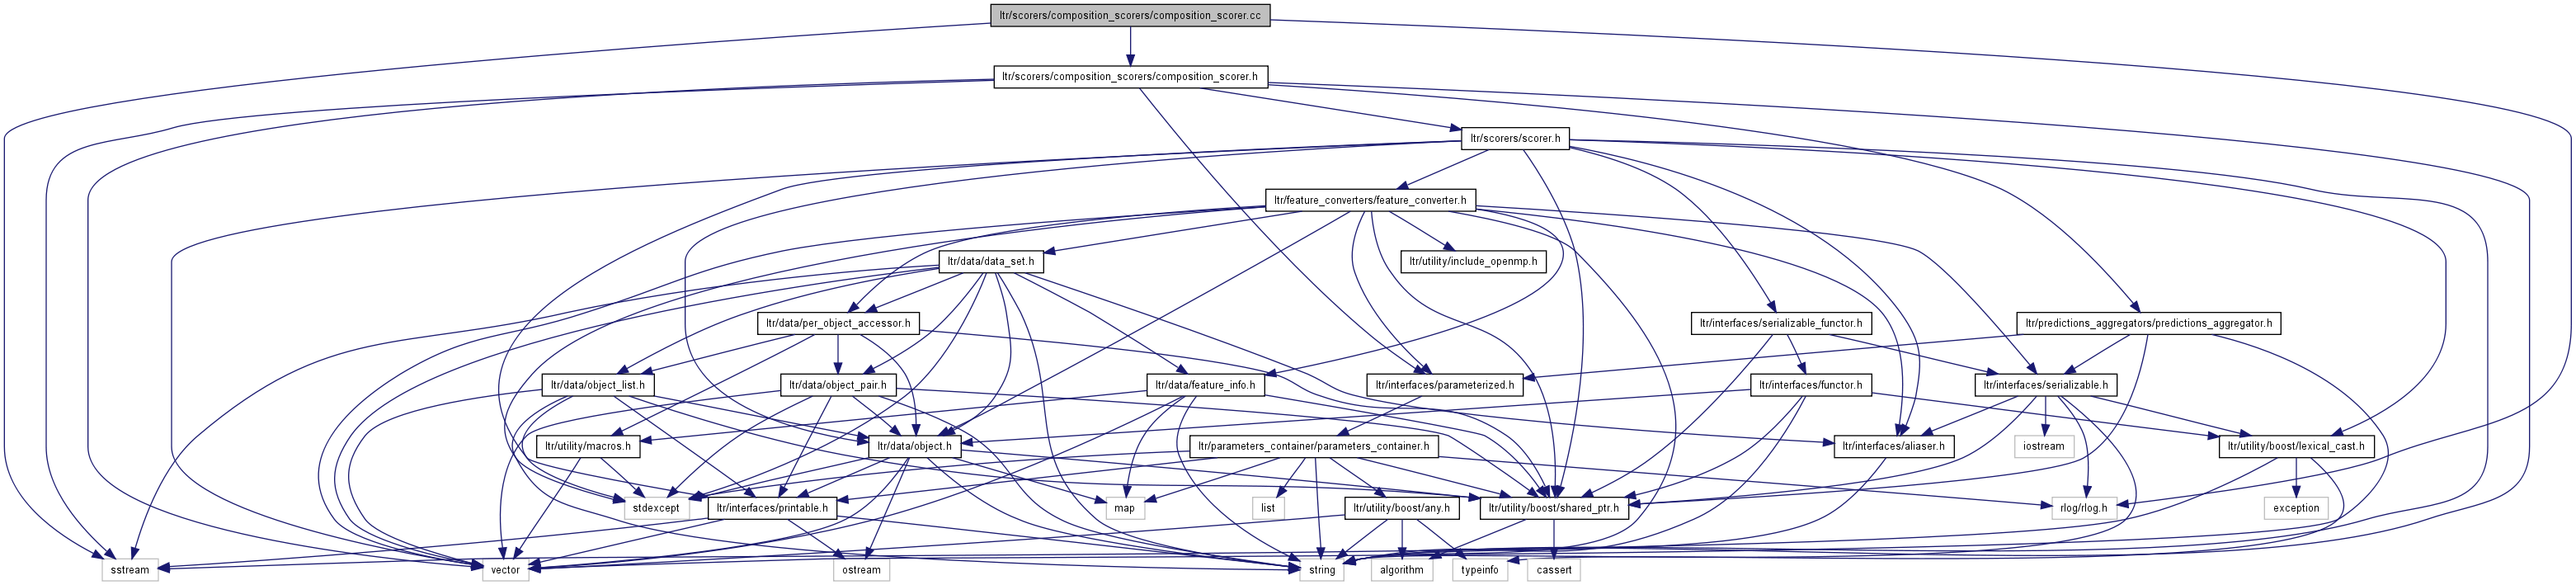 ltr/scorers/composition_scorers/composition_scorer.cc
ltr/scorers/composition_scorers/composition_scorer.h
ltr/scorers/scorer.h
ltr/feature_converters/feature_converter.h
ltr/data/data_set.h
ltr/utility/include_openmp.h
ltr/data/per_object_accessor.h
ltr/interfaces/serializable_functor.h
ltr/predictions_aggregators/predictions_aggregator.h
ltr/data/object_list.h
ltr/data/object_pair.h
ltr/data/feature_info.h
ltr/interfaces/parameterized.h
ltr/interfaces/functor.h
ltr/interfaces/serializable.h
ltr/utility/macros.h
ltr/data/object.h
ltr/parameters_container/parameters_container.h
ltr/interfaces/aliaser.h
iostream
ltr/utility/boost/lexical_cast.h
stdexcept
ltr/interfaces/printable.h
map
list
ltr/utility/boost/any.h
ltr/utility/boost/shared_ptr.h
rlog/rlog.h
exception
sstream
vector
ostream
string
algorithm
typeinfo
cassert